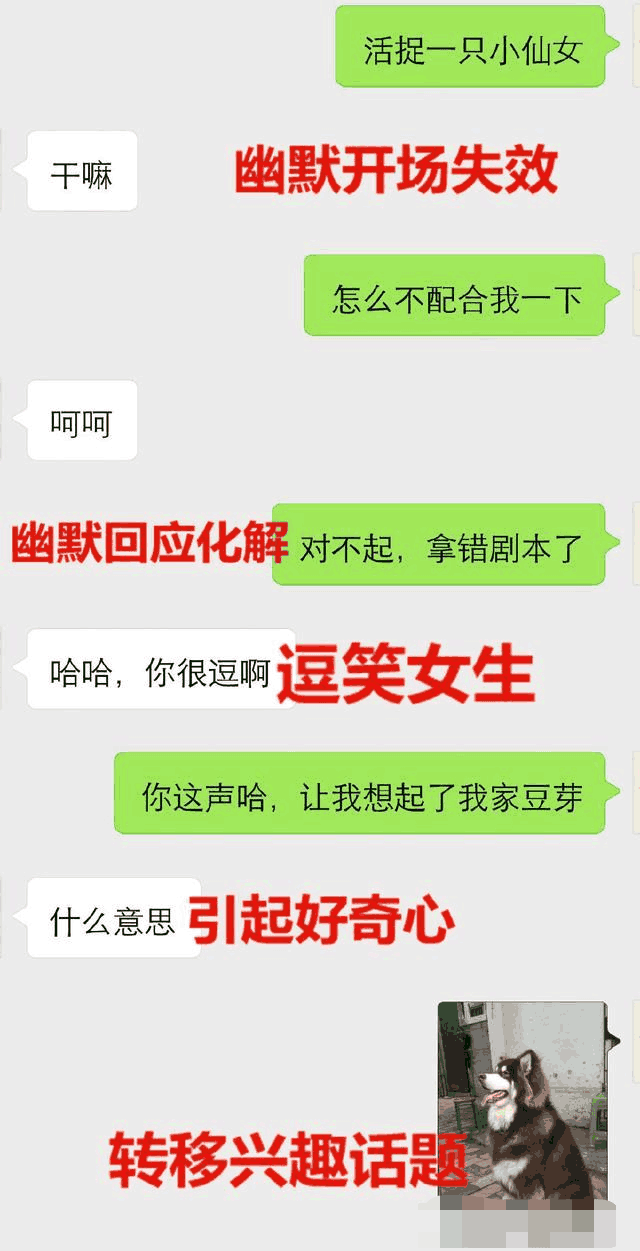 活捉一只小仙女
干嘛
幽默开场失效
怎么不配合我一下
呵呵
幽默回应化解
对不起，拿错剧本了
哈哈，你很逗啊
逗笑女生
你这声哈，让我想起了我家豆芽
什么意思
引起好奇心
转移兴趣话题